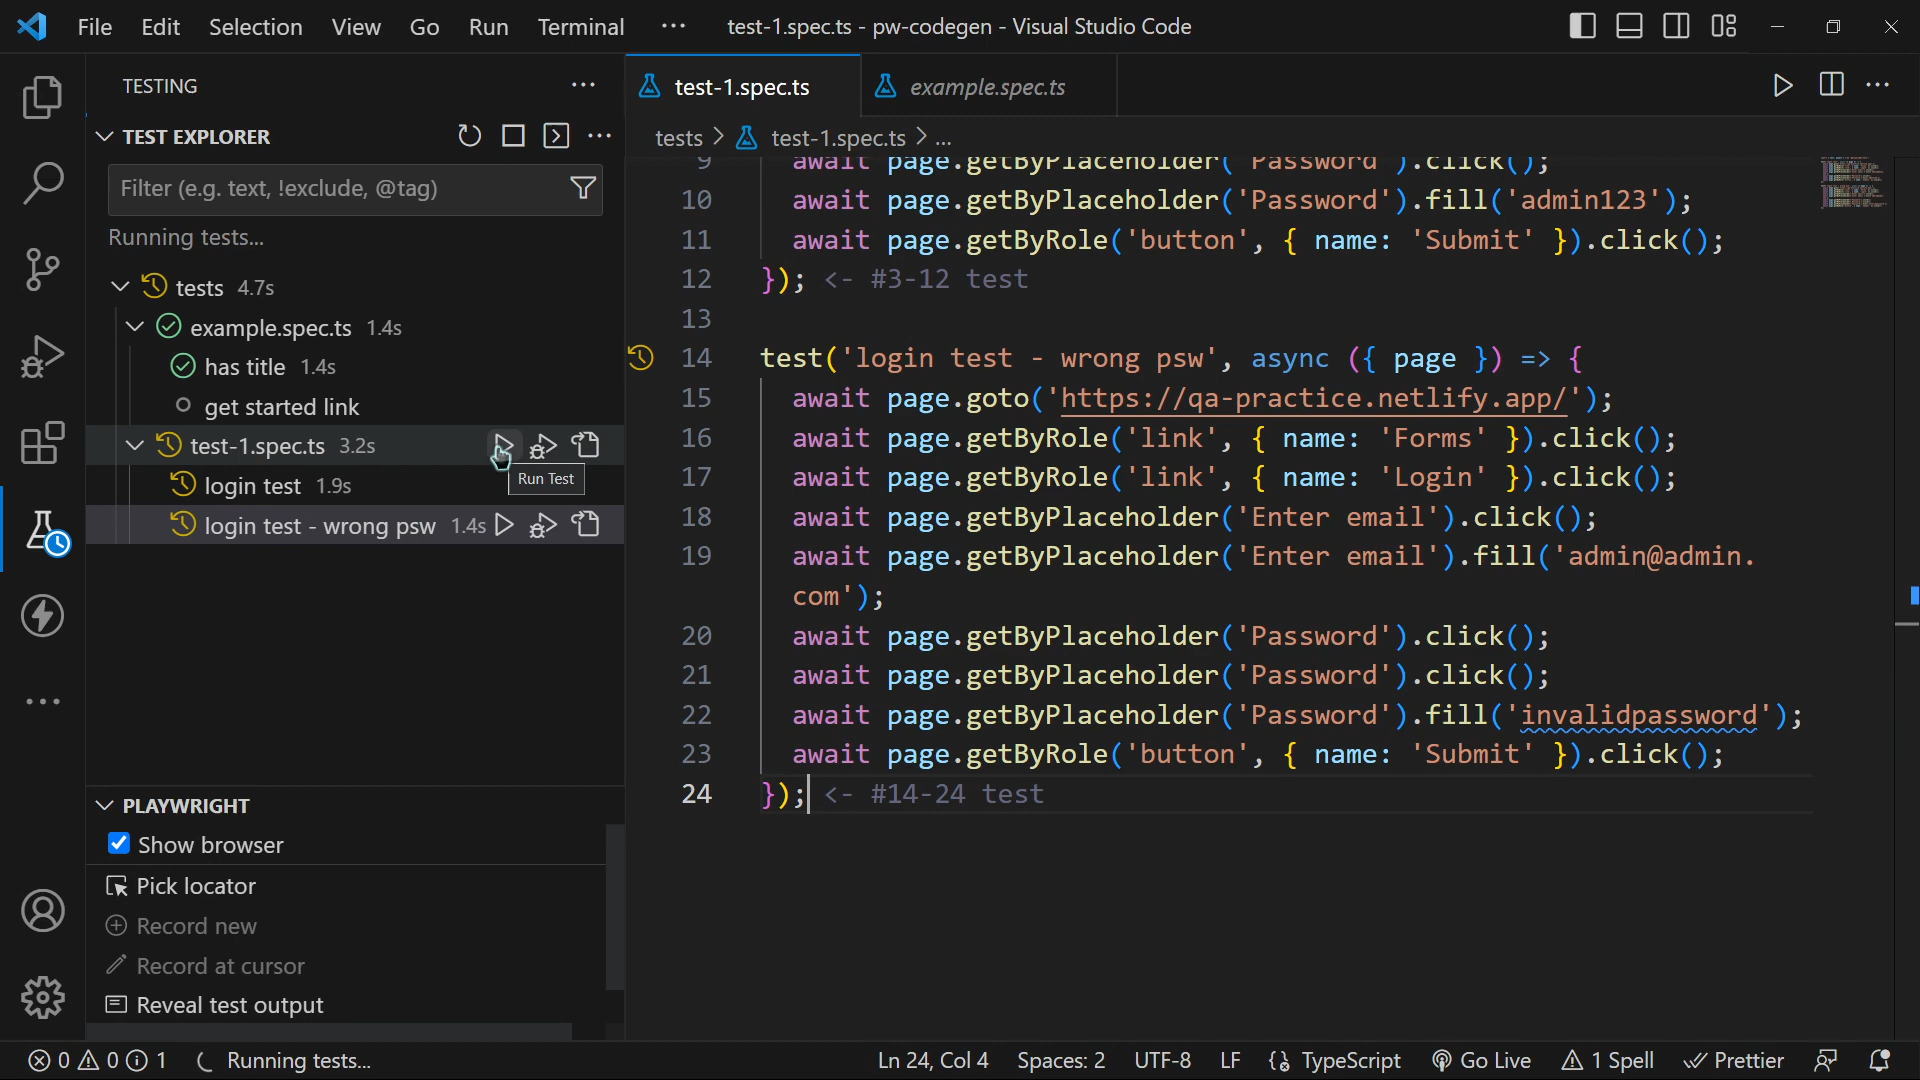 File Edit Selection View Go Run Terminal ··· test-1.spec.ts - pw-codegen - Visual Studio Code
TESTING ···
TEST EXPLORER ···
Filter (e.g. text, !exclude, @tag)
Running tests...
tests 4.7s
example.spec.ts 1.4s
has title 1.4s
get started link
test-1.spec.ts 3.2s
Run Test
login test 1.9s
login test - wrong psw 1.4s
PLAYWRIGHT
Show browser
Pick locator
Record new
Record at cursor
Reveal test output
test-1.spec.ts example.spec.ts
tests > test-1.spec.ts > ...
9 await page.getByPlaceholder('Password').click();
10 await page.getByPlaceholder('Password').fill('admin123');
11 await page.getByRole('button', { name: 'Submit' }).click();
12 }); <- #3-12 test
13
14 test('login test - wrong psw', async ({ page }) => {
15 await page.goto('https://qa-practice.netlify.app/');
16 await page.getByRole('link', { name: 'Forms' }).click();
17 await page.getByRole('link', { name: 'Login' }).click();
18 await page.getByPlaceholder('Enter email').click();
19 await page.getByPlaceholder('Enter email').fill('admin@admin.
com');
20 await page.getByPlaceholder('Password').click();
21 await page.getByPlaceholder('Password').click();
22 await page.getByPlaceholder('Password').fill('invalidpassword');
23 await page.getByRole('button', { name: 'Submit' }).click();
24 }); <- #14-24 test
0 0 1 Running tests... Ln 24, Col 4 Spaces: 2 UTF-8 LF TypeScript Go Live 1 Spell Prettier